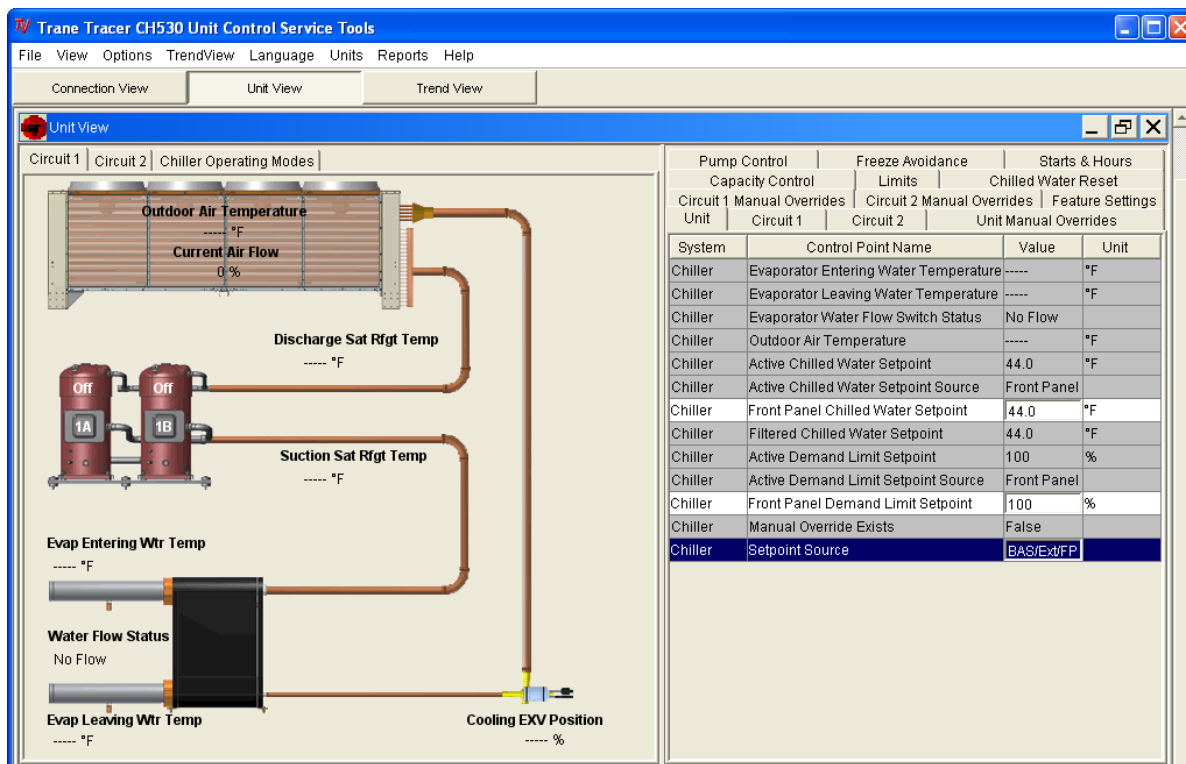 Trane Tracer CH530 Unit Control Service Tools
File View Options TrendView Language Units Reports Help
Connection View Unit View Trend View
Unit View
Circuit 1 Circuit 2 Chiller Operating Modes
Outdoor Air Temperature
----- °F
Current Air Flow
0 %
Discharge Sat Rfgt Temp
----- °F
Off Off
1A 1B
Suction Sat Rfgt Temp
----- °F
Evap Entering Wtr Temp
----- °F
Water Flow Status
No Flow
Evap Leaving Wtr Temp
----- °F
Cooling EXV Position
----- %
Pump Control Freeze Avoidance Starts & Hours
Capacity Control Limits Chilled Water Reset
Circuit 1 Manual Overrides Circuit 2 Manual Overrides Feature Settings
Unit Circuit 1 Circuit 2 Unit Manual Overrides
System Control Point Name Value Unit
Chiller Evaporator Entering Water Temperature ----- °F
Chiller Evaporator Leaving Water Temperature ----- °F
Chiller Evaporator Water Flow Switch Status No Flow
Chiller Outdoor Air Temperature ----- °F
Chiller Active Chilled Water Setpoint 44.0 °F
Chiller Active Chilled Water Setpoint Source Front Panel
Chiller Front Panel Chilled Water Setpoint 44.0 °F
Chiller Filtered Chilled Water Setpoint 44.0 °F
Chiller Active Demand Limit Setpoint 100 %
Chiller Active Demand Limit Setpoint Source Front Panel
Chiller Front Panel Demand Limit Setpoint 100 %
Chiller Manual Override Exists False
Chiller Setpoint Source BAS/Ext/FP